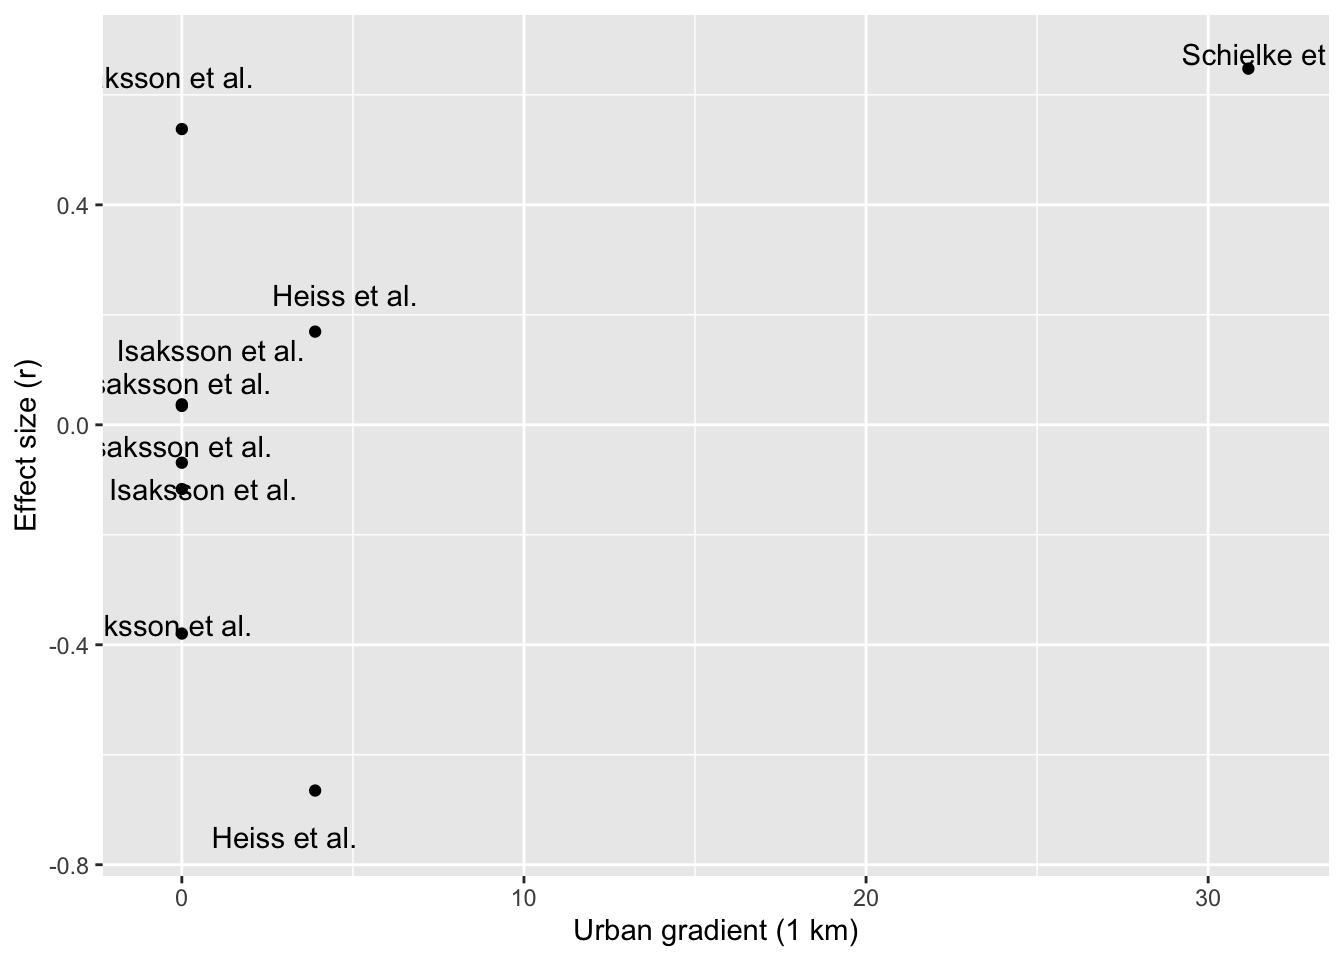 Schielke et
ksson et al.
0.4
Heiss et al.
Isaksson et al.
saksson et al.
0.0
saksson et al.
Isaksson et al.
ksson et al.
-0.4
Heiss et al.
-0.8
0 10 20 30
Urban gradient (1 km)
Effect size (r)